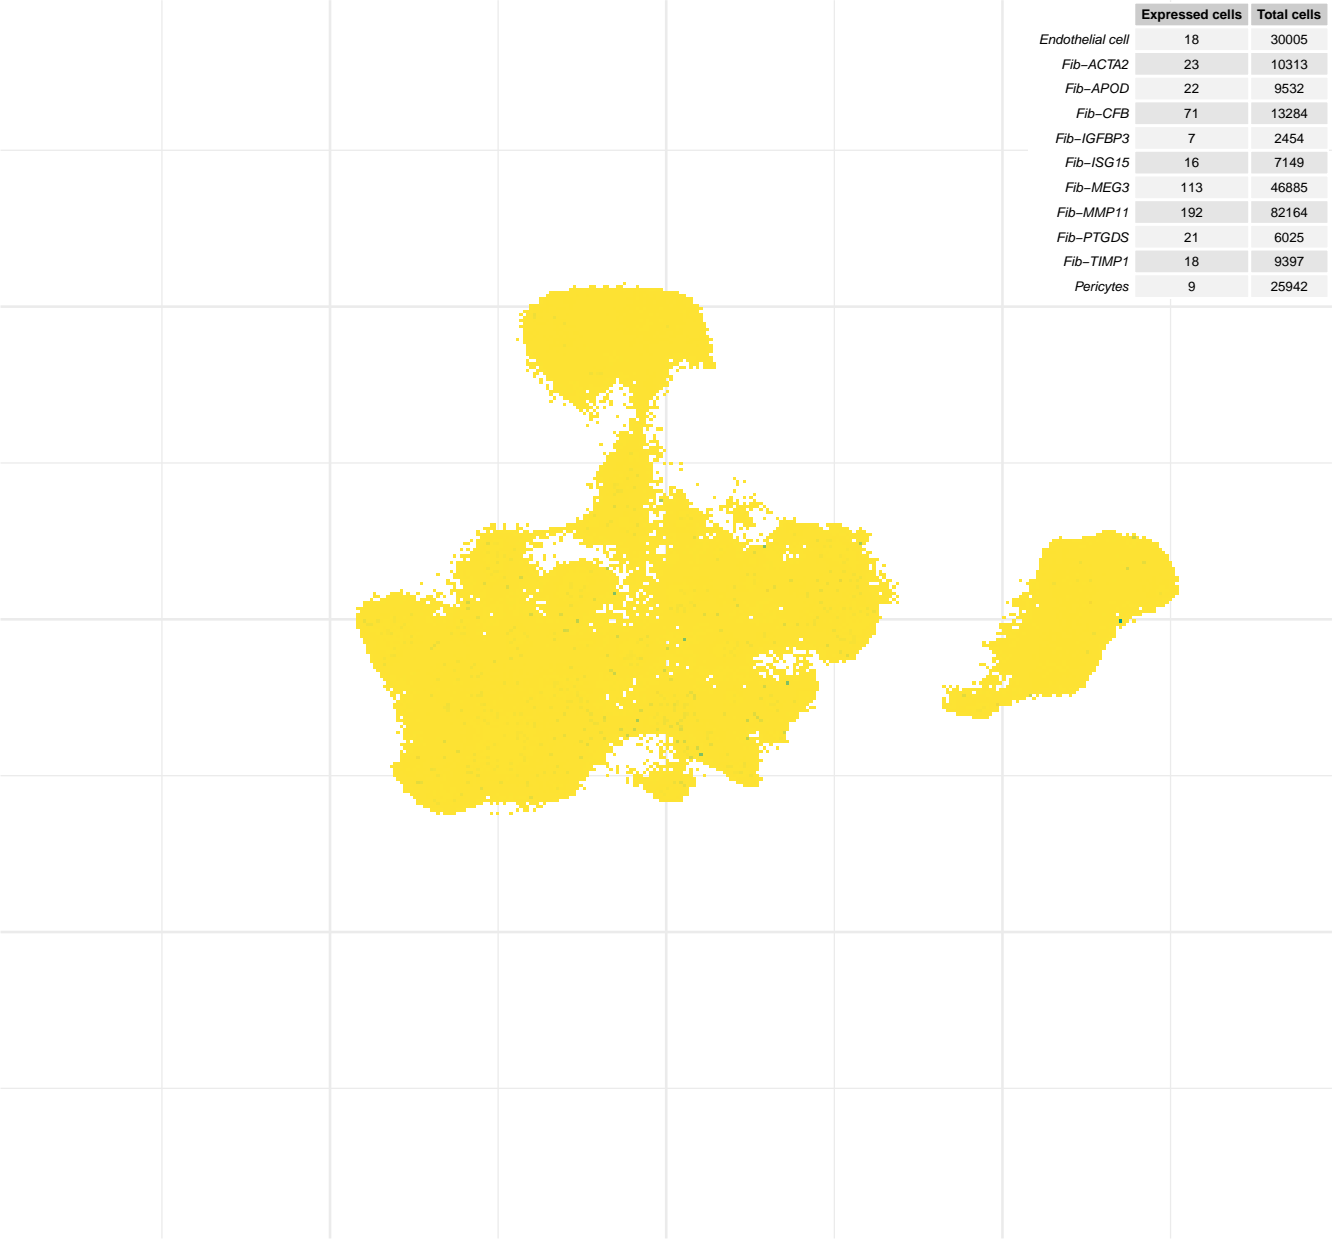 Expressed cells Total cells
Endothelial cell 18 30005
Fib−ACTA2 23 10313
Fib−APOD 22 9532
Fib−CFB 71 13284
Fib−IGFBP3 7 2454
Fib−ISG15 16 7149
Fib−MEG3 113 46885
Fib−MMP11 192 82164
Fib−PTGDS 21 6025
Fib−TIMP1 18 9397
Pericytes 9 25942